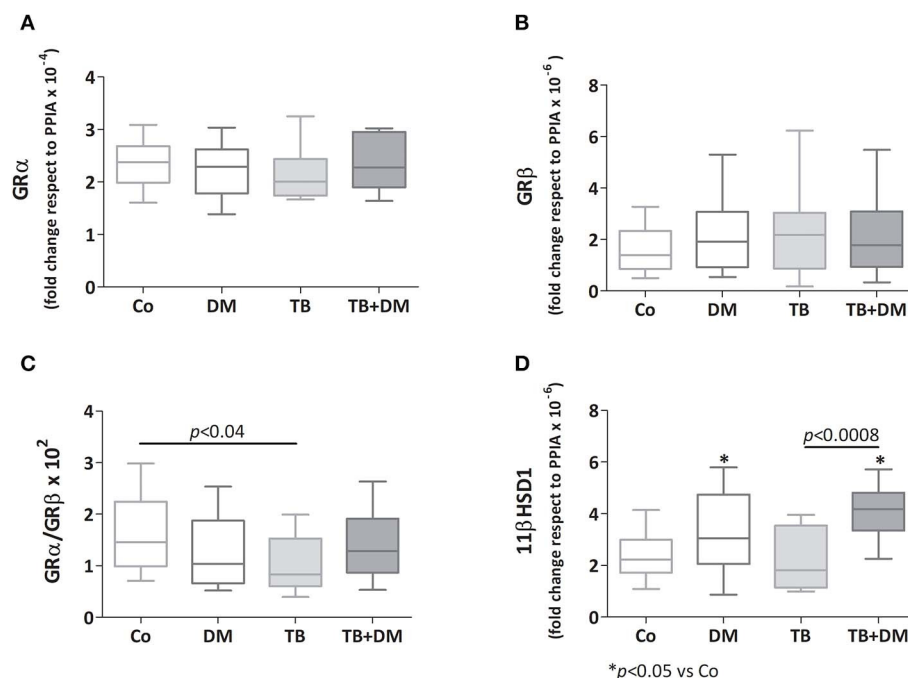 A
GRα
(fold change respect to PPIA x 10-4)
4
3
2
1
0
Co DM TB TB+DM
B
GRβ
(fold change respect to PPIA x 10-6)
8
6
4
2
0
Co DM TB TB+DM
C
GRα/GRβ x 10²
4
3
2
1
0
p<0.04
Co DM TB TB+DM
D
11β HSD1
(fold change respect to PPIA x 10-6)
8
6
4
2
0
p<0.0008
* *
Co DM TB TB+DM
*p<0.05 vs Co